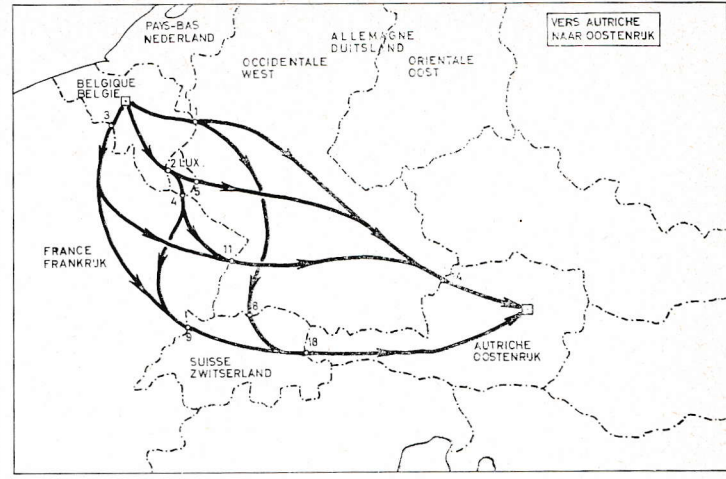 VERS AUTRICHE
NAAR OOSTENRIJK
PAYS-BAS
NEDERLAND
ALLEMAGNE
DUITSLAND
OCCIDENTALE
WEST
ORIENTALE
OOST
BELGIQUE
BELGIE
3
1
2 LUX.
5
4
FRANCE
FRANKRIJK
11
8
9
18
SUISSE
ZWITSERLAND
AUTRICHE
OOSTENRIJK